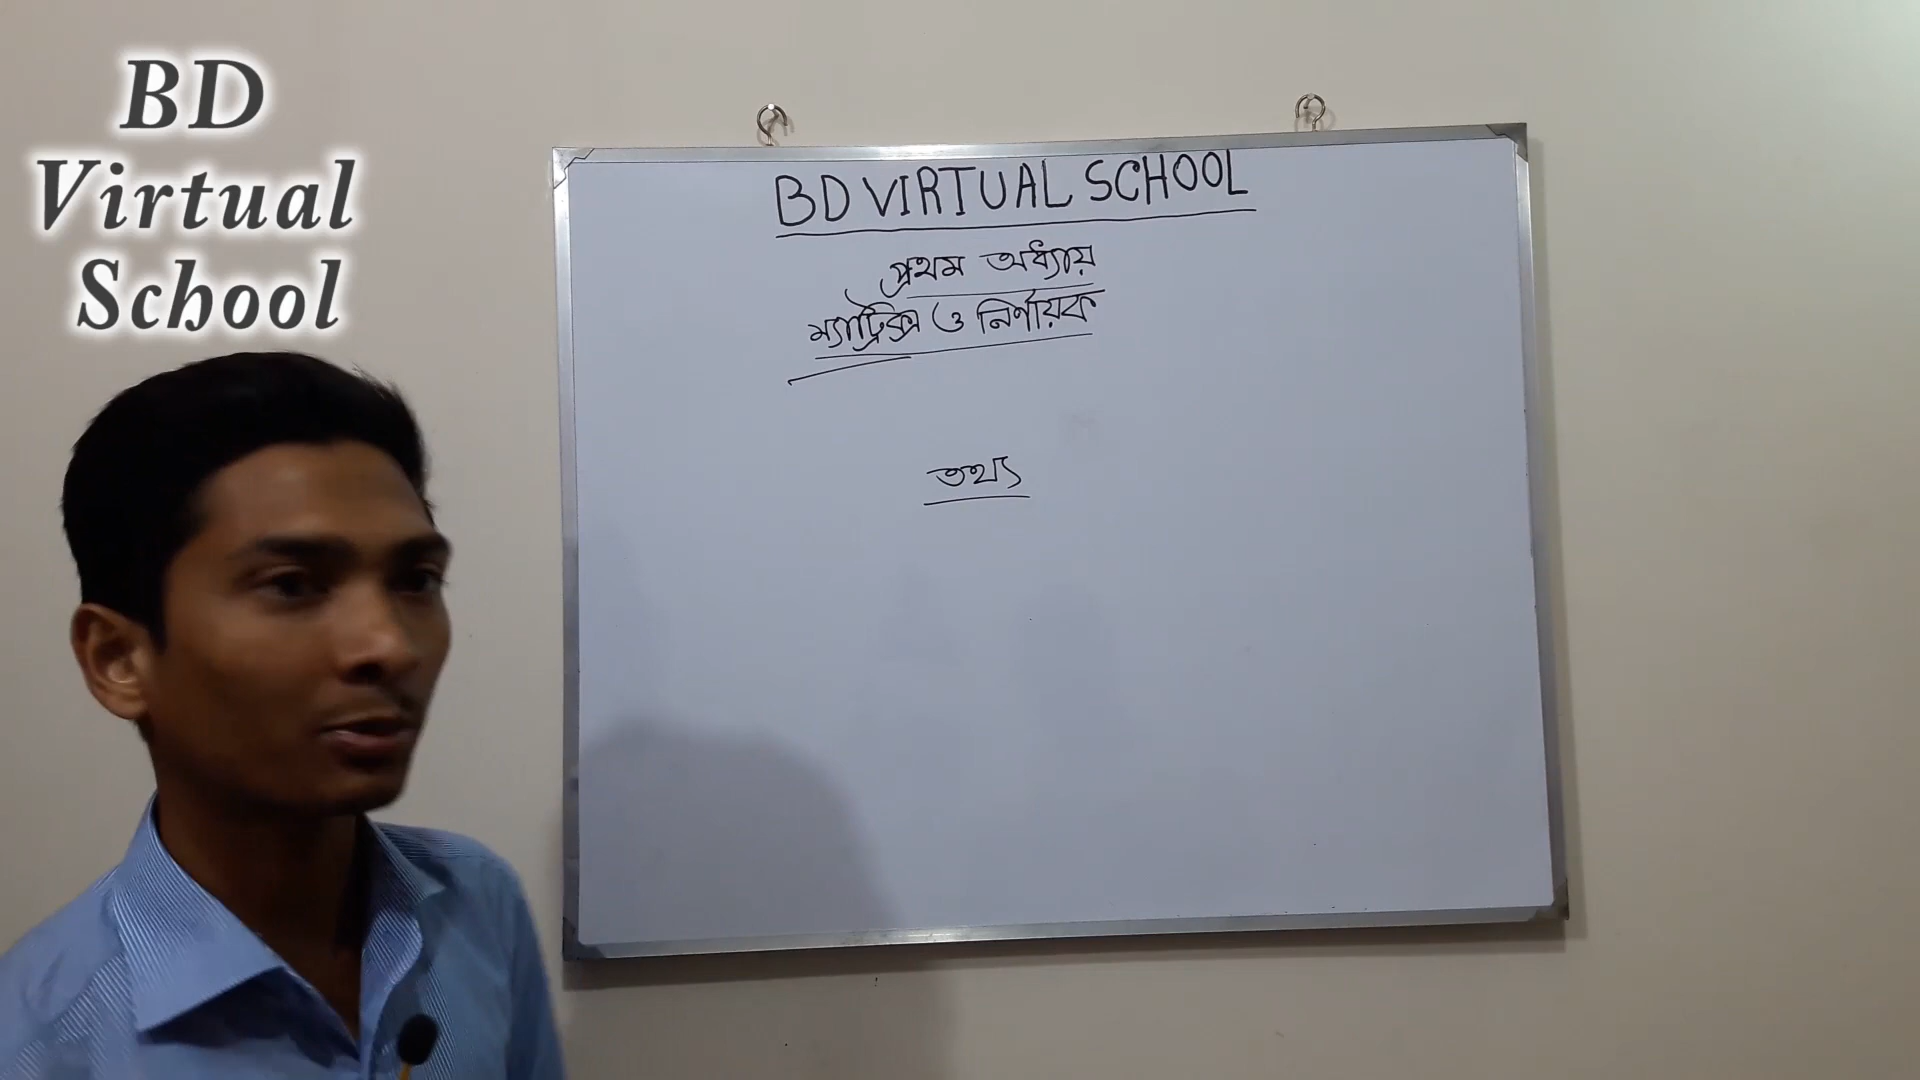 BD
Virtual
School
BD VIRTUAL SCHOOL
প্রথম অধ্যায়
ম্যাট্রিক্স ও নির্ণায়ক
তথ্য